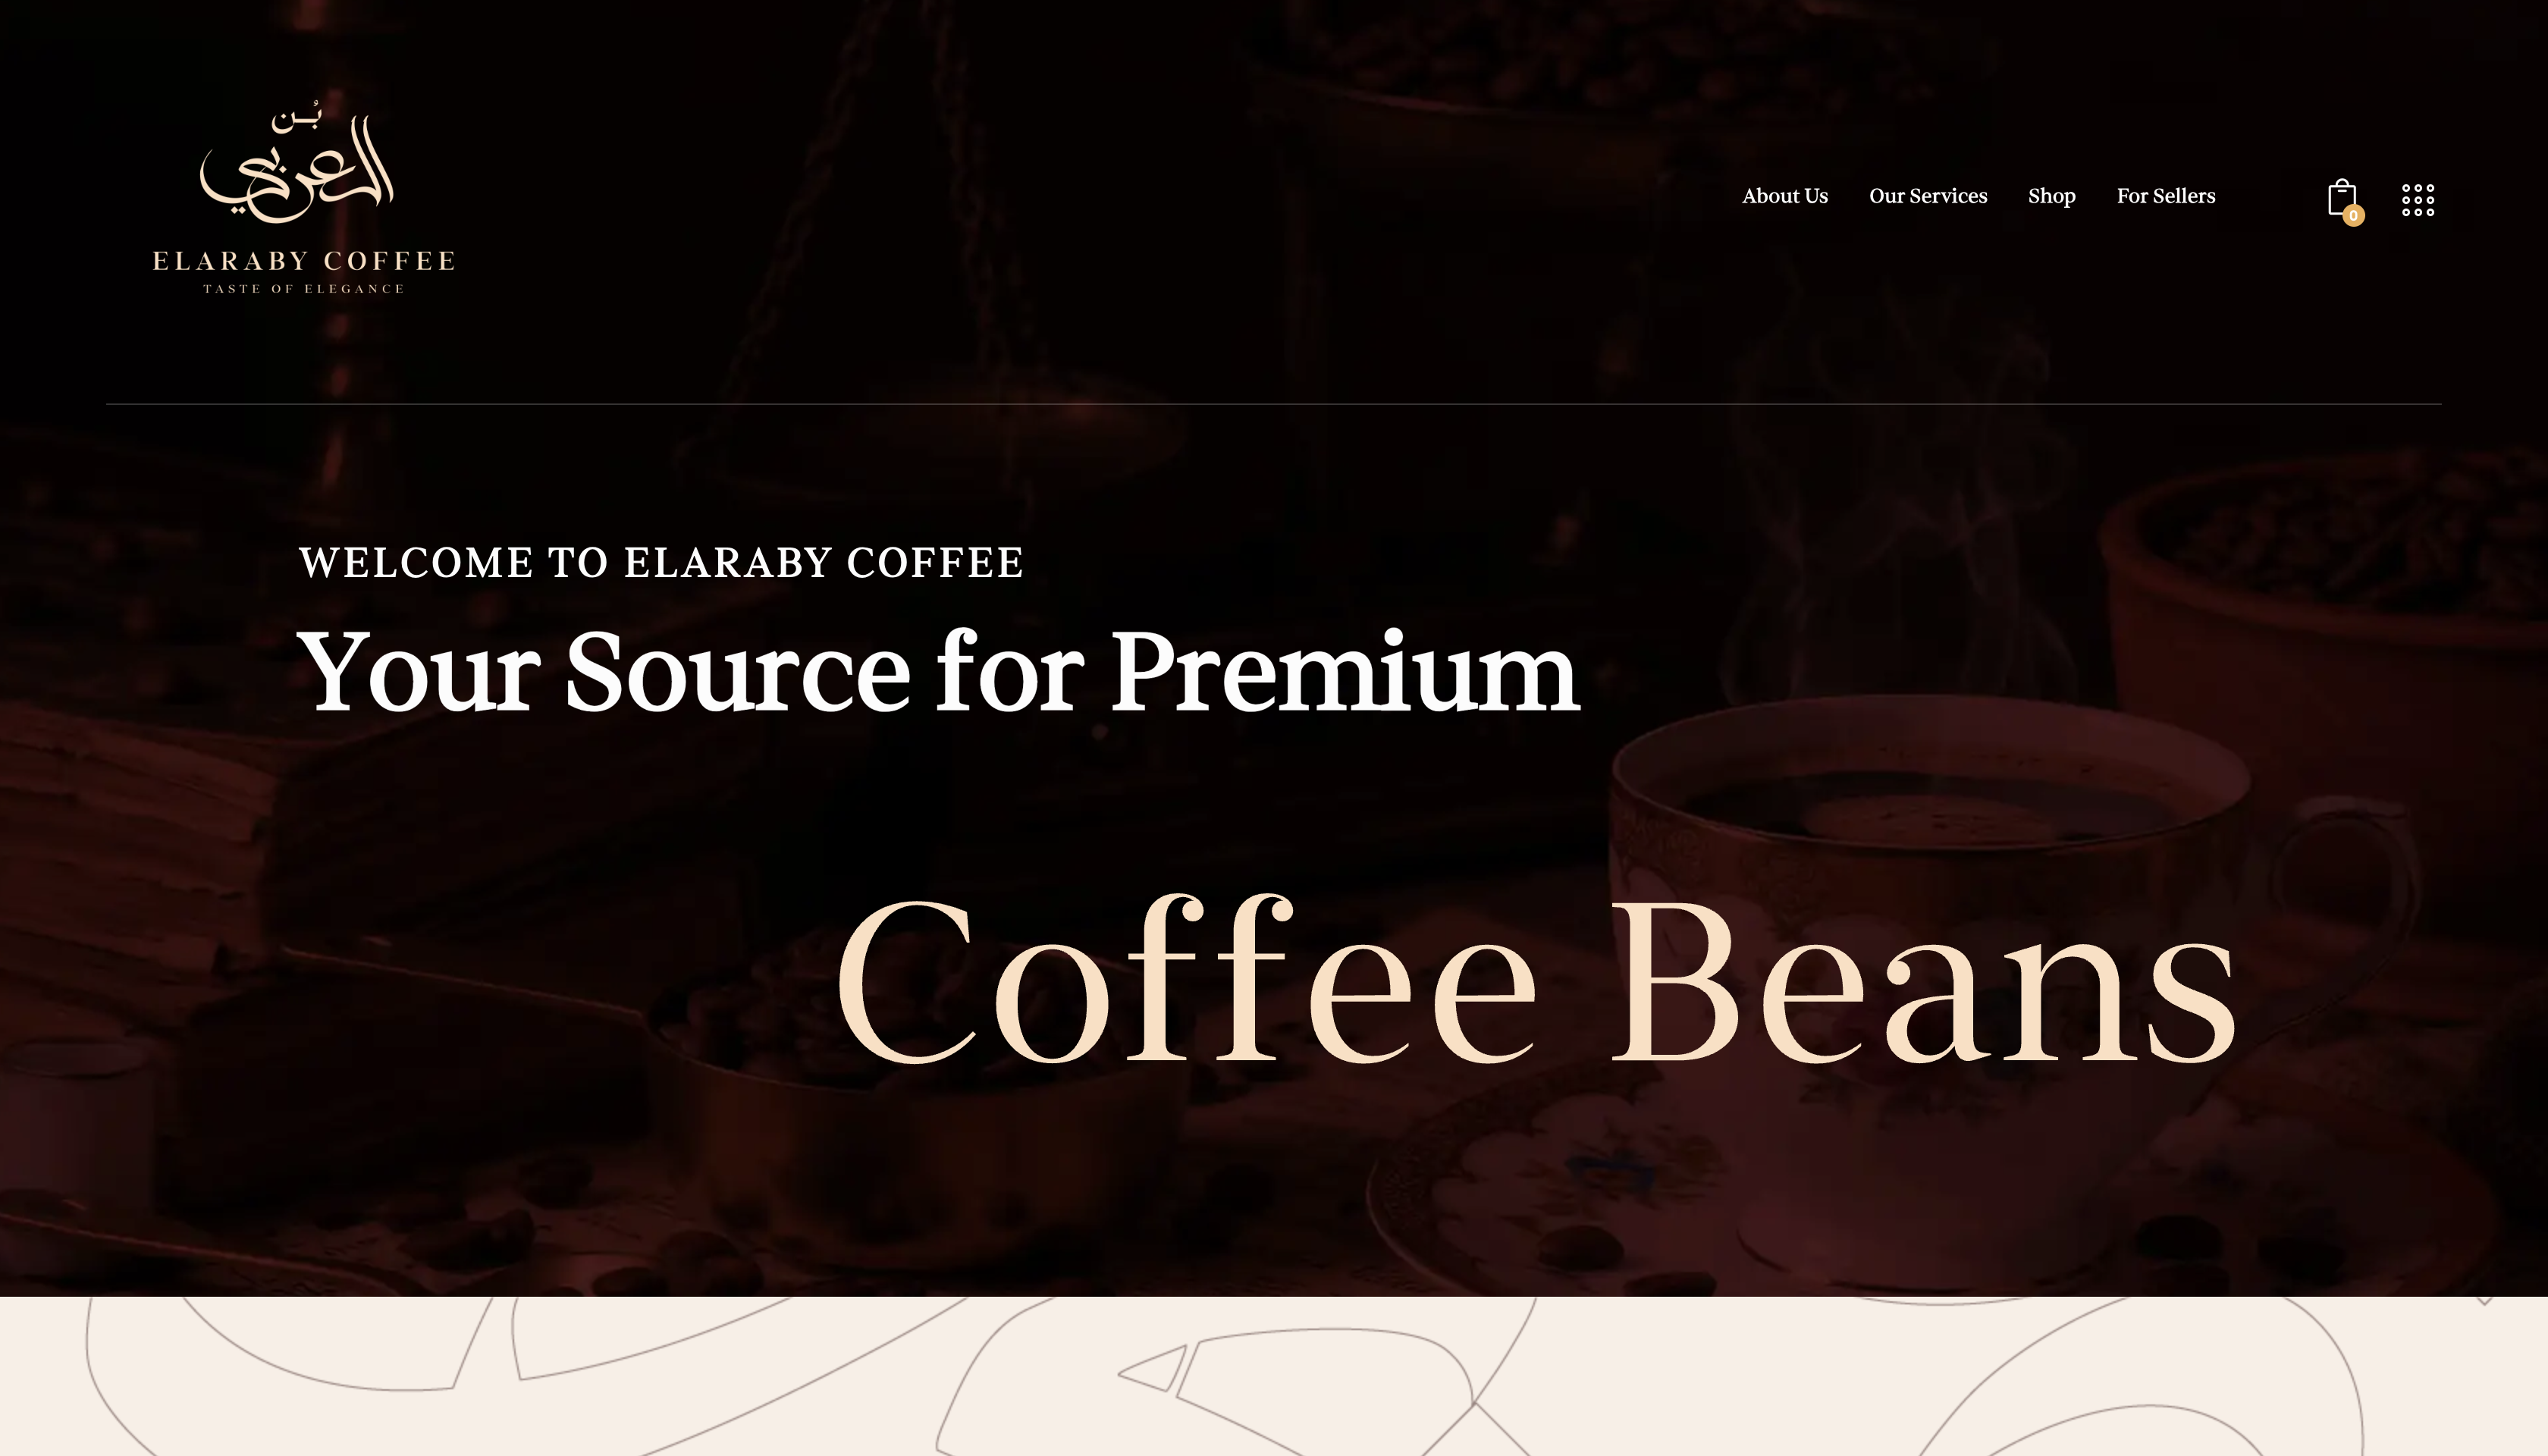 بُن
العربي
ELARABY COFFEE
TASTE OF ELEGANCE
About Us Our Services Shop For Sellers
0
WELCOME TO ELARABY COFFEE
Your Source for Premium
Coffee Beans